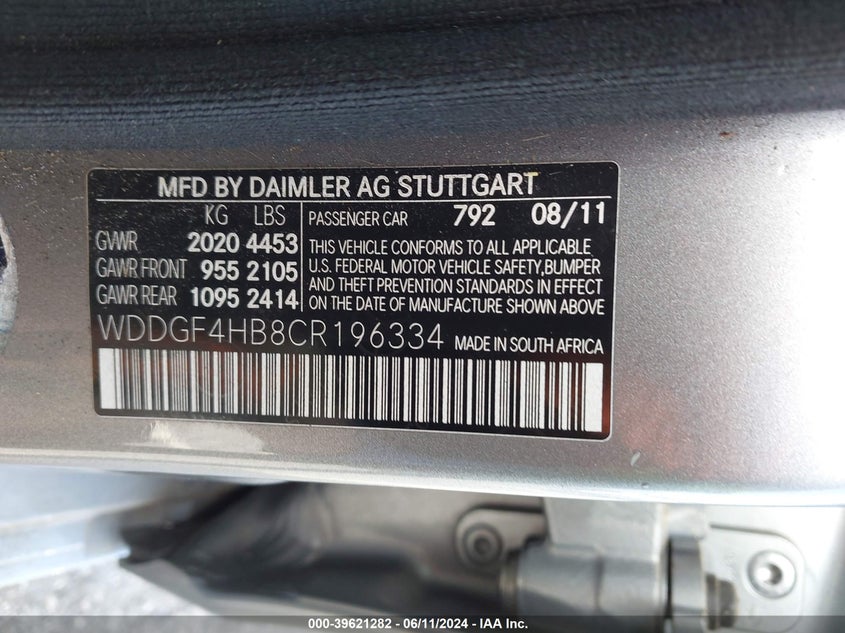 MFD BY DAIMLER AG STUTTGART
KG LBS
GVWR 2020 4453
GAWR FRONT 955 2105
GAWR REAR 1095 2414
PASSENGER CAR 792 08/11
THIS VEHICLE CONFORMS TO ALL APPLICABLE
U.S. FEDERAL MOTOR VEHICLE SAFETY,BUMPER
AND THEFT PREVENTION STANDARDS IN EFFECT
ON THE DATE OF MANUFACTURE SHOWN ABOVE
WDDGF4HB8CR196334 MADE IN SOUTH AFRICA
000-39621282 / 06/11/2024 - IAA Inc.